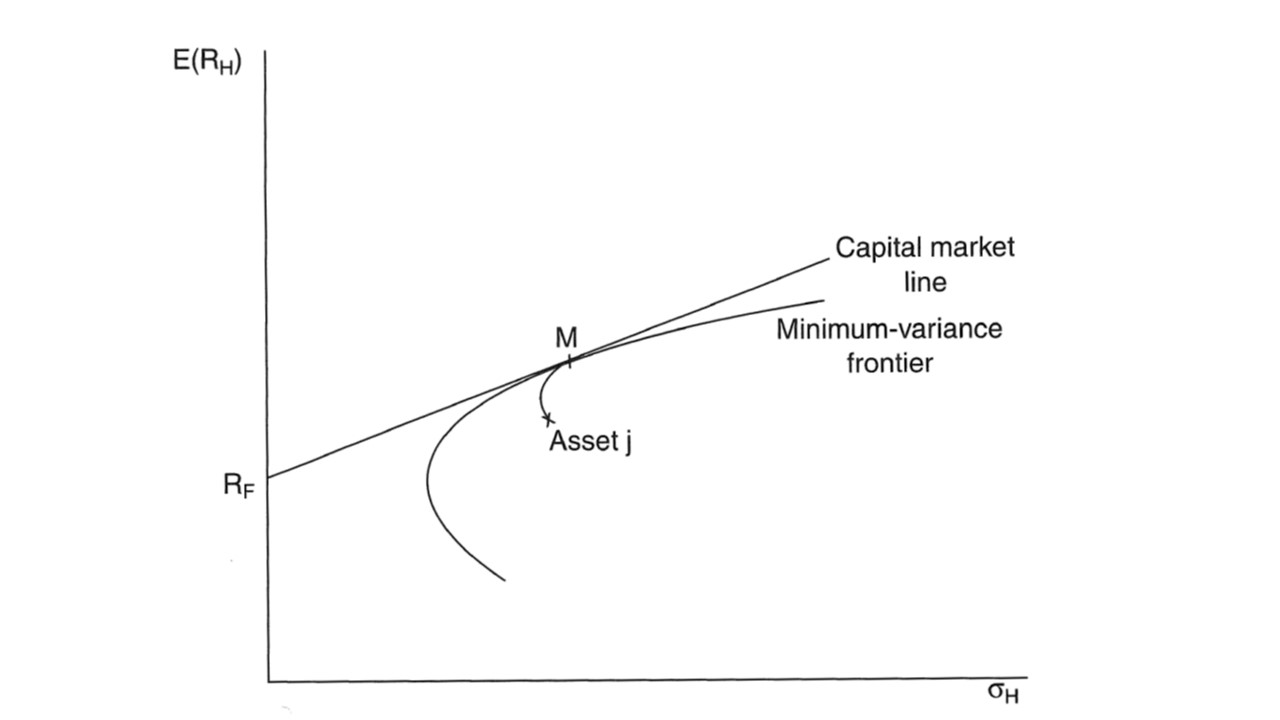 E(R_H)
Capital market
line
M
Minimum-variance
frontier
Asset j
R_F
σ_H